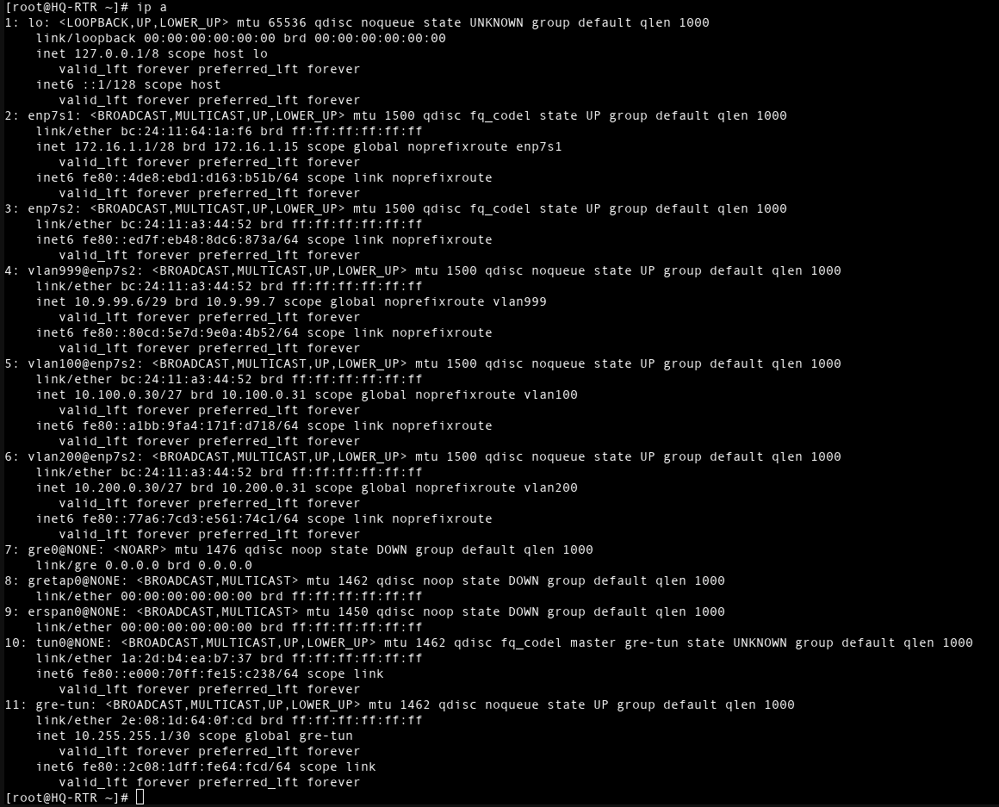 [root@HQ-RTR ~]# ip a
1: lo: <LOOPBACK,UP,LOWER_UP> mtu 65536 qdisc noqueue state UNKNOWN group default qlen 1000
    link/loopback 00:00:00:00:00:00 brd 00:00:00:00:00:00
    inet 127.0.0.1/8 scope host lo
       valid_lft forever preferred_lft forever
    inet6 ::1/128 scope host
       valid_lft forever preferred_lft forever
2: enp7s1: <BROADCAST,MULTICAST,UP,LOWER_UP> mtu 1500 qdisc fq_codel state UP group default qlen 1000
    link/ether bc:24:11:64:1a:f6 brd ff:ff:ff:ff:ff:ff
    inet 172.16.1.1/28 brd 172.16.1.15 scope global noprefixroute enp7s1
       valid_lft forever preferred_lft forever
    inet6 fe80::4de8:ebd1:d163:b51b/64 scope link noprefixroute
       valid_lft forever preferred_lft forever
3: enp7s2: <BROADCAST,MULTICAST,UP,LOWER_UP> mtu 1500 qdisc fq_codel state UP group default qlen 1000
    link/ether bc:24:11:a3:44:52 brd ff:ff:ff:ff:ff:ff
    inet6 fe80::ed7f:eb48:8dc6:873a/64 scope link noprefixroute
       valid_lft forever preferred_lft forever
4: vlan999@enp7s2: <BROADCAST,MULTICAST,UP,LOWER_UP> mtu 1500 qdisc noqueue state UP group default qlen 1000
    link/ether bc:24:11:a3:44:52 brd ff:ff:ff:ff:ff:ff
    inet 10.9.99.6/29 brd 10.9.99.7 scope global noprefixroute vlan999
       valid_lft forever preferred_lft forever
    inet6 fe80::80cd:5e7d:9e0a:4b52/64 scope link noprefixroute
       valid_lft forever preferred_lft forever
5: vlan100@enp7s2: <BROADCAST,MULTICAST,UP,LOWER_UP> mtu 1500 qdisc noqueue state UP group default qlen 1000
    link/ether bc:24:11:a3:44:52 brd ff:ff:ff:ff:ff:ff
    inet 10.100.0.30/27 brd 10.100.0.31 scope global noprefixroute vlan100
       valid_lft forever preferred_lft forever
    inet6 fe80::a1bb:9fa4:171f:d718/64 scope link noprefixroute
       valid_lft forever preferred_lft forever
6: vlan200@enp7s2: <BROADCAST,MULTICAST,UP,LOWER_UP> mtu 1500 qdisc noqueue state UP group default qlen 1000
    link/ether bc:24:11:a3:44:52 brd ff:ff:ff:ff:ff:ff
    inet 10.200.0.30/27 brd 10.200.0.31 scope global noprefixroute vlan200
       valid_lft forever preferred_lft forever
    inet6 fe80::77a6:7cd3:e561:74c1/64 scope link noprefixroute
       valid_lft forever preferred_lft forever
7: gre0@NONE: <NOARP> mtu 1476 qdisc noop state DOWN group default qlen 1000
    link/gre 0.0.0.0 brd 0.0.0.0
8: gretap0@NONE: <BROADCAST,MULTICAST> mtu 1462 qdisc noop state DOWN group default qlen 1000
    link/ether 00:00:00:00:00:00 brd ff:ff:ff:ff:ff:ff
9: erspan0@NONE: <BROADCAST,MULTICAST> mtu 1450 qdisc noop state DOWN group default qlen 1000
    link/ether 00:00:00:00:00:00 brd ff:ff:ff:ff:ff:ff
10: tun0@NONE: <BROADCAST,MULTICAST,UP,LOWER_UP> mtu 1462 qdisc fq_codel master gre-tun state UNKNOWN group default qlen 1000
    link/ether 1a:2d:b4:ea:b7:37 brd ff:ff:ff:ff:ff:ff
    inet6 fe80::e000:70ff:fe15:c238/64 scope link
       valid_lft forever preferred_lft forever
11: gre-tun: <BROADCAST,MULTICAST,UP,LOWER_UP> mtu 1462 qdisc noqueue state UP group default qlen 1000
    link/ether 2e:08:1d:64:0f:cd brd ff:ff:ff:ff:ff:ff
    inet 10.255.255.1/30 scope global gre-tun
       valid_lft forever preferred_lft forever
    inet6 fe80::2c08:1dff:fe64:fcd/64 scope link
       valid_lft forever preferred_lft forever
[root@HQ-RTR ~]#